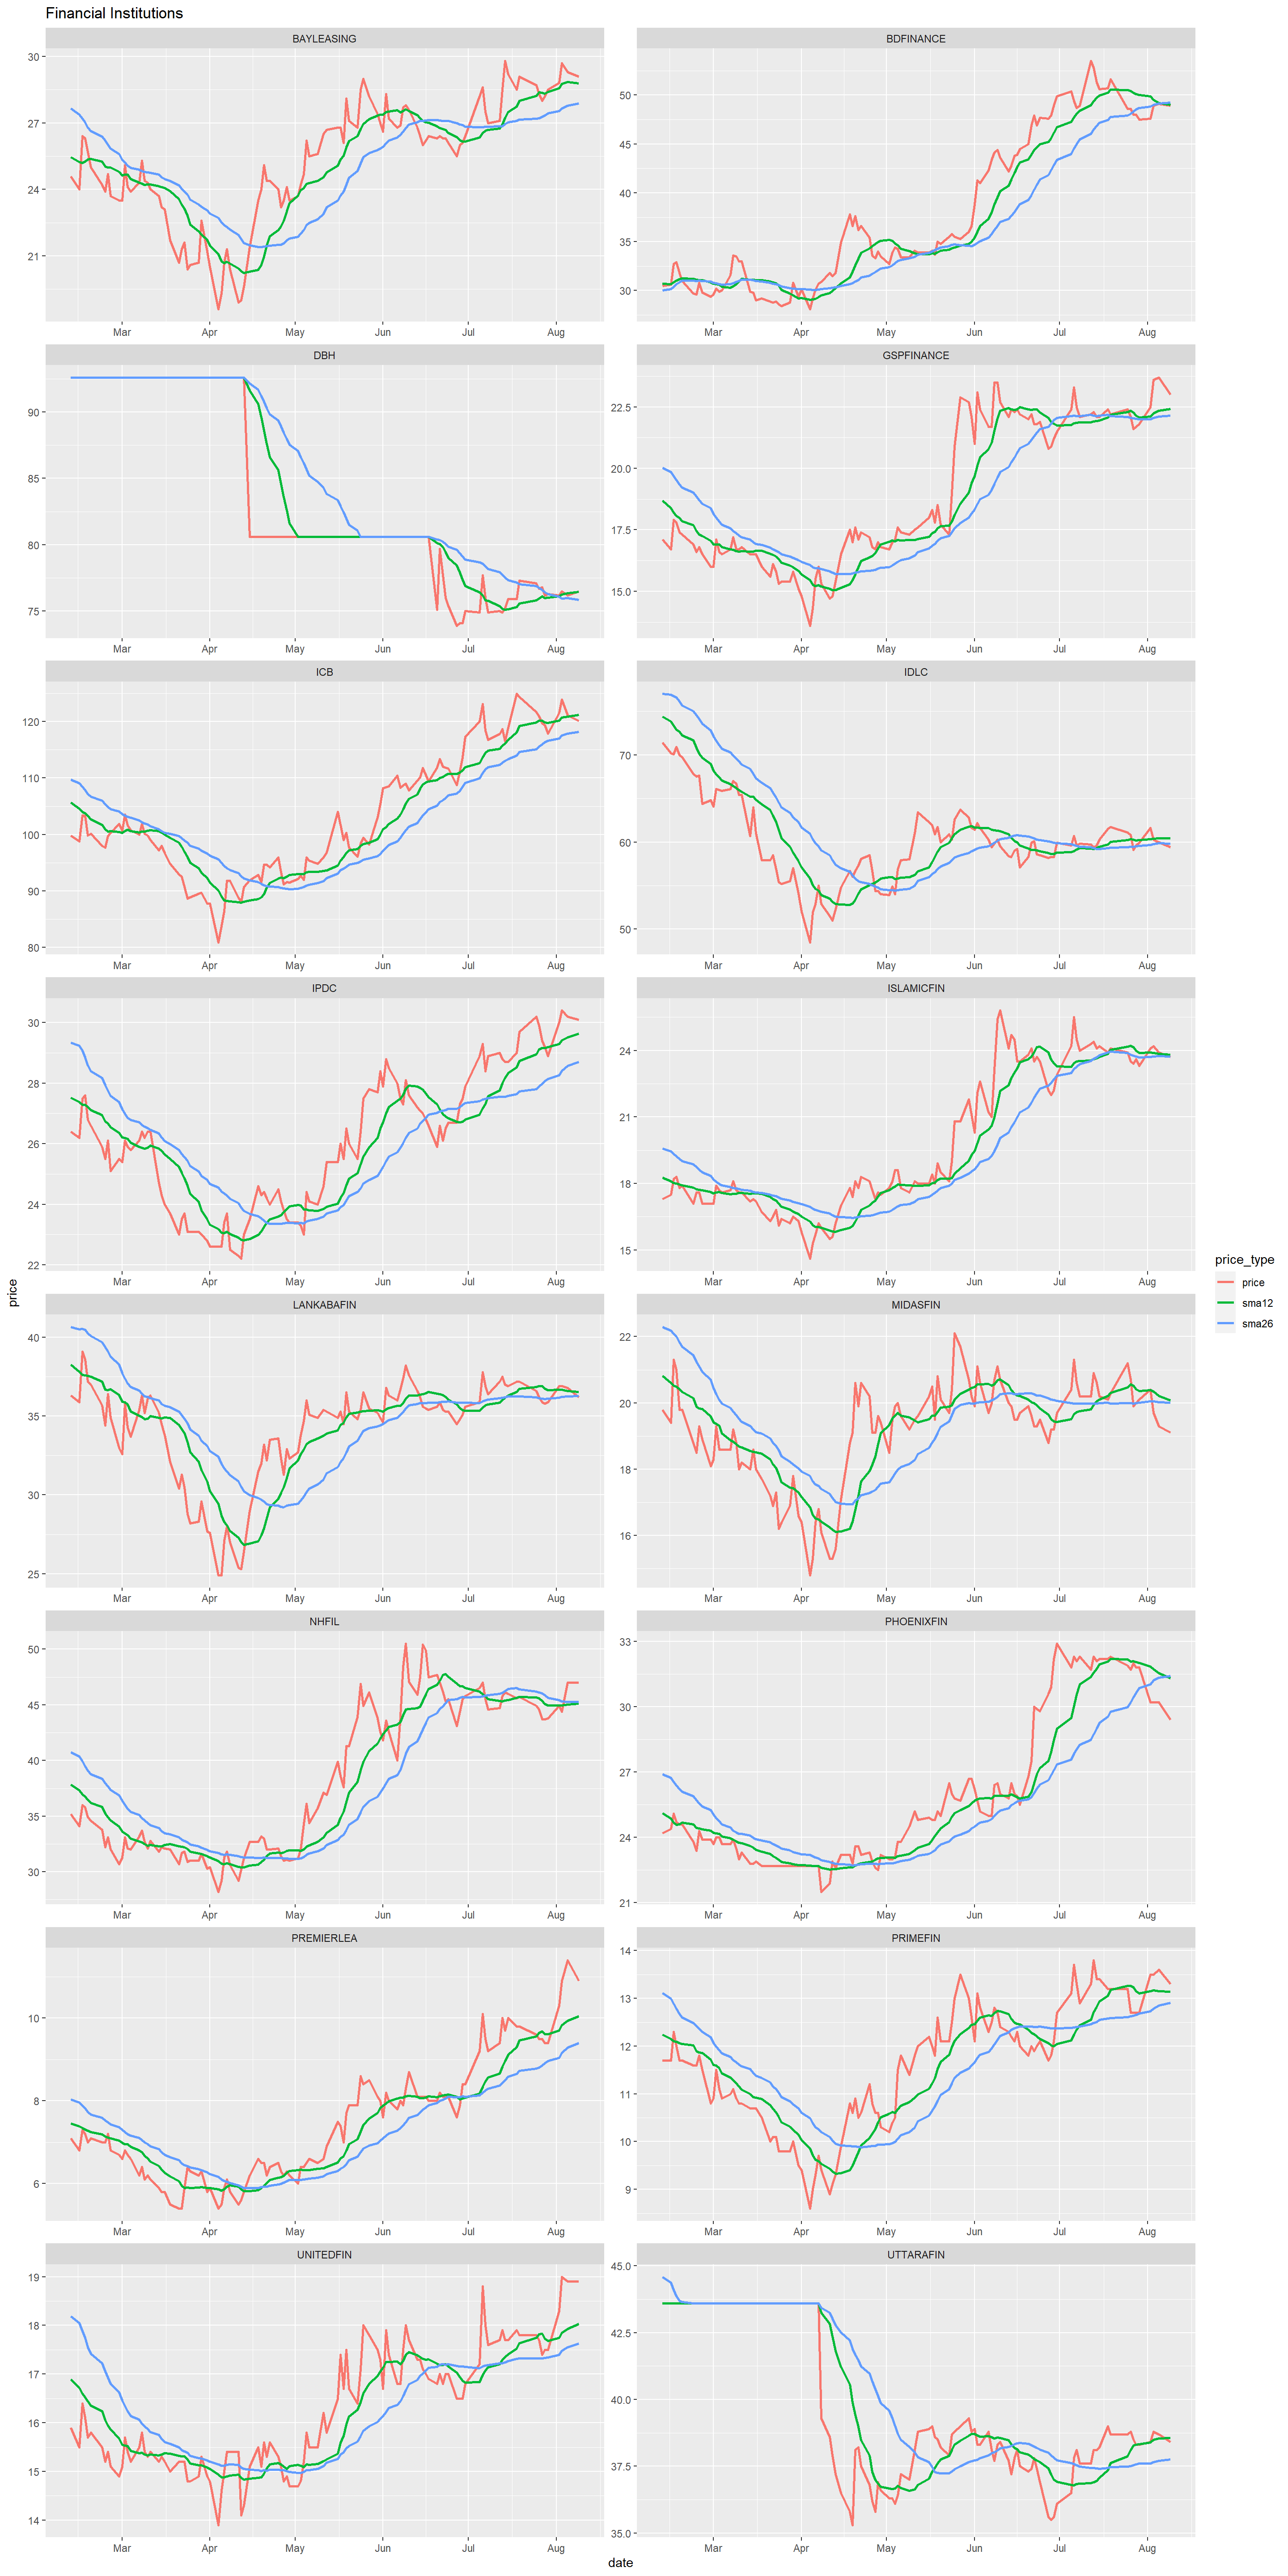 Financial Institutions
BAYLEASING
30
27
24
21
Mar Apr May Jun Jul Aug
BDFINANCE
50
45
40
35
30
Mar Apr May Jun Jul Aug
DBH
90
85
80
75
Mar Apr May Jun Jul Aug
GSPFINANCE
22.5
20.0
17.5
15.0
Mar Apr May Jun Jul Aug
ICB
120
110
100
90
80
Mar Apr May Jun Jul Aug
IDLC
70
60
50
Mar Apr May Jun Jul Aug
IPDC
30
28
26
24
22
Mar Apr May Jun Jul Aug
ISLAMICFIN
24
21
18
15
Mar Apr May Jun Jul Aug
price
price_type
price
sma12
sma26
LANKABAFIN
40
35
30
25
Mar Apr May Jun Jul Aug
MIDASFIN
22
20
18
16
Mar Apr May Jun Jul Aug
NHFIL
50
45
40
35
30
Mar Apr May Jun Jul Aug
PHOENIXFIN
33
30
27
24
21
Mar Apr May Jun Jul Aug
PREMIERLEA
10
8
6
Mar Apr May Jun Jul Aug
PRIMEFIN
14
13
12
11
10
9
Mar Apr May Jun Jul Aug
UNITEDFIN
19
18
17
16
15
14
Mar Apr May Jun Jul Aug
UTTARAFIN
45.0
42.5
40.0
37.5
35.0
Mar Apr May Jun Jul Aug
date